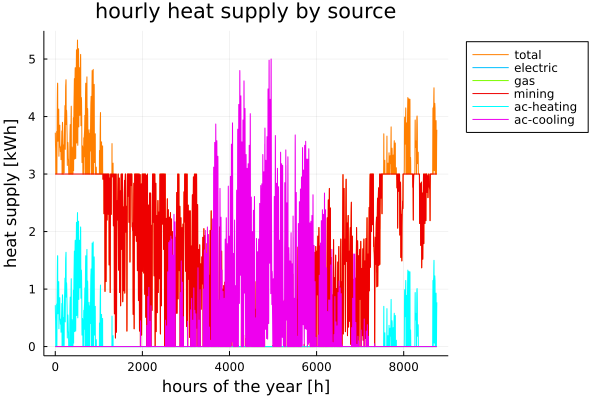 hourly heat supply by source
heat supply [kWh]
5
4
3
2
1
0
0 2000 4000 6000 8000
hours of the year [h]
total
electric
gas
mining
ac-heating
ac-cooling